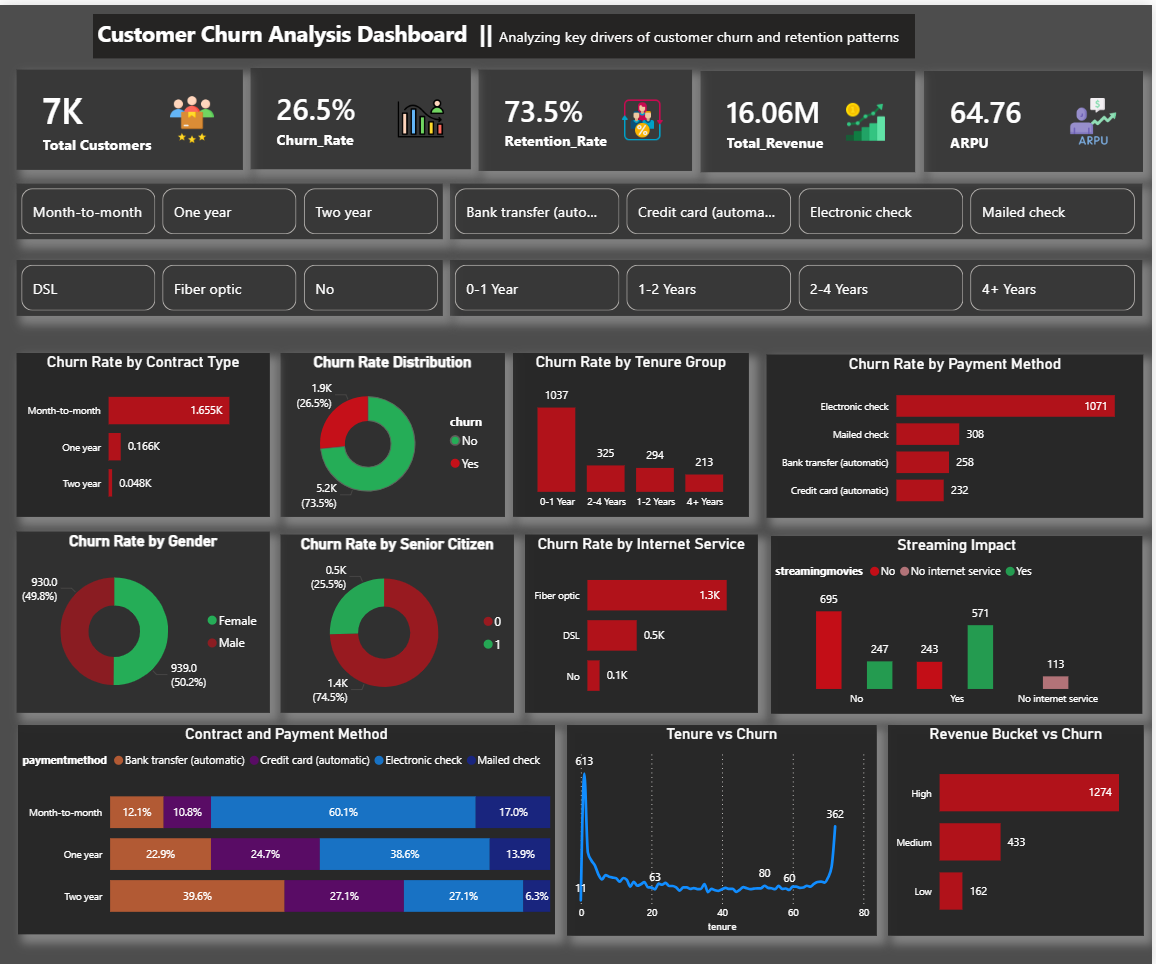 Customer Churn Analysis Dashboard || Analyzing key drivers of customer churn and retention patterns
7K
Total Customers
26.5%
Churn_Rate
73.5%
Retention_Rate
16.06M
Total_Revenue
64.76
ARPU
ARPU
Month-to-month One year Two year
Bank transfer (auto... Credit card (automa... Electronic check Mailed check
DSL Fiber optic No
0-1 Year 1-2 Years 2-4 Years 4+ Years
Churn Rate by Contract Type
Month-to-month 1.655K
One year 0.166K
Two year 0.048K
Churn Rate Distribution
1.9K
(26.5%)
5.2K
(73.5%)
churn
No
Yes
Churn Rate by Tenure Group
1037 325 294 213
0-1 Year 2-4 Years 1-2 Years 4+ Years
Churn Rate by Payment Method
Electronic check 1071
Mailed check 308
Bank transfer (automatic) 258
Credit card (automatic) 232
Churn Rate by Gender
930.0
(49.8%)
939.0
(50.2%)
Female
Male
Churn Rate by Senior Citizen
0.5K
(25.5%)
1.4K
(74.5%)
0
1
Churn Rate by Internet Service
Fiber optic 1.3K
DSL 0.5K
No 0.1K
Streaming Impact
streamingmovies No No internet service Yes
695 247 243 571 113
No Yes No internet service
Contract and Payment Method
paymentmethod Bank transfer (automatic) Credit card (automatic) Electronic check Mailed check
Month-to-month 12.1% 10.8% 60.1% 17.0%
One year 22.9% 24.7% 38.6% 13.9%
Two year 39.6% 27.1% 27.1% 6.3%
Tenure vs Churn
613
362
11 63 80 60
0 20 40 60 80
tenure
Revenue Bucket vs Churn
High 1274
Medium 433
Low 162